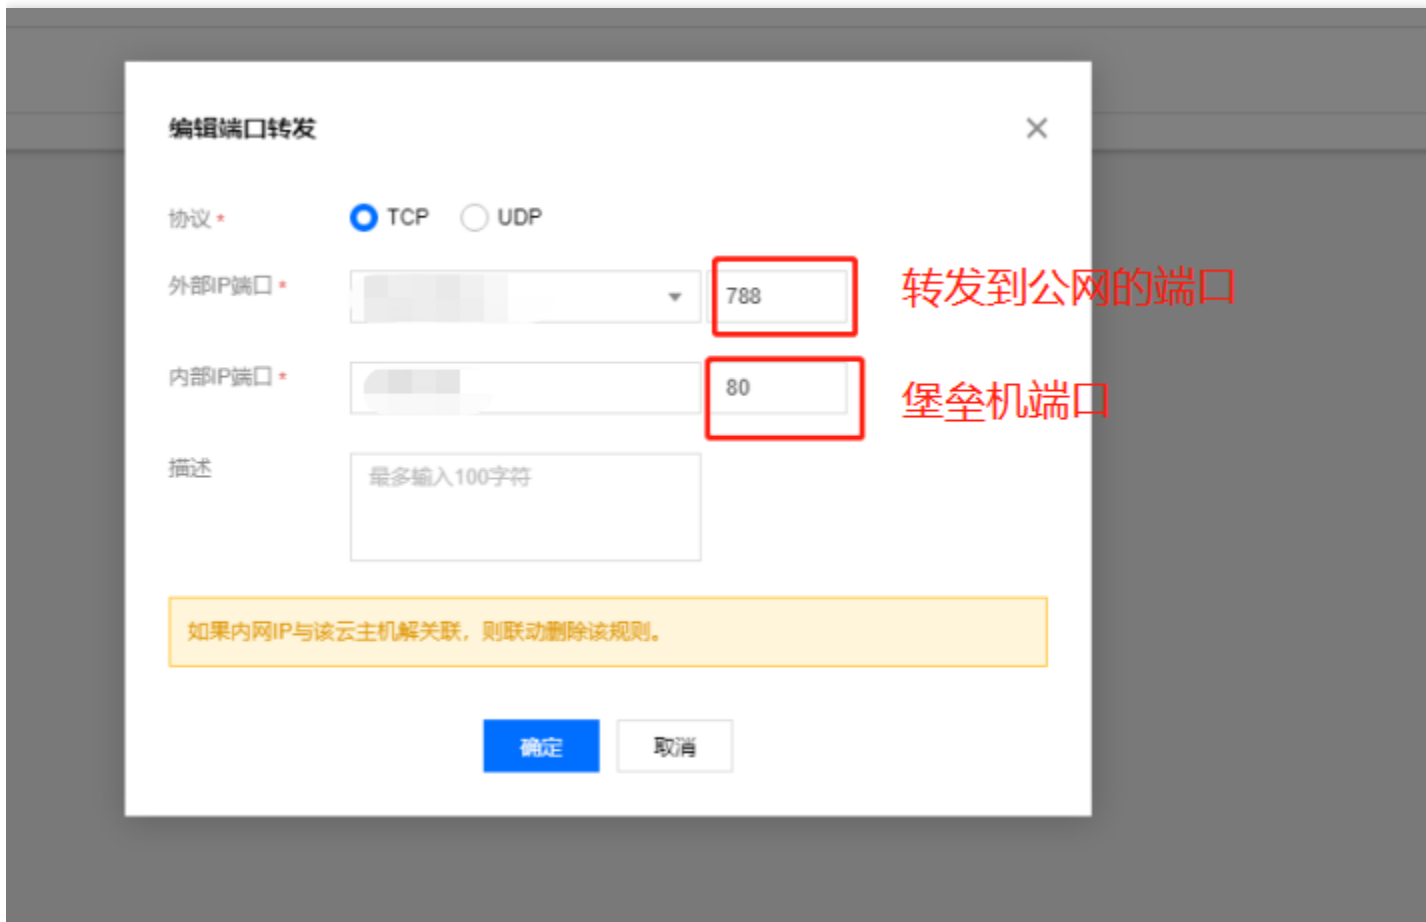 编辑端口转发
协议 * TCP UDP
外部IP端口 * 788 转发到公网的端口
内部IP端口 * 80 堡垒机端口
描述 最多输入100字符
如果内网IP与该云主机解关联，则联动删除该规则。
确定 取消